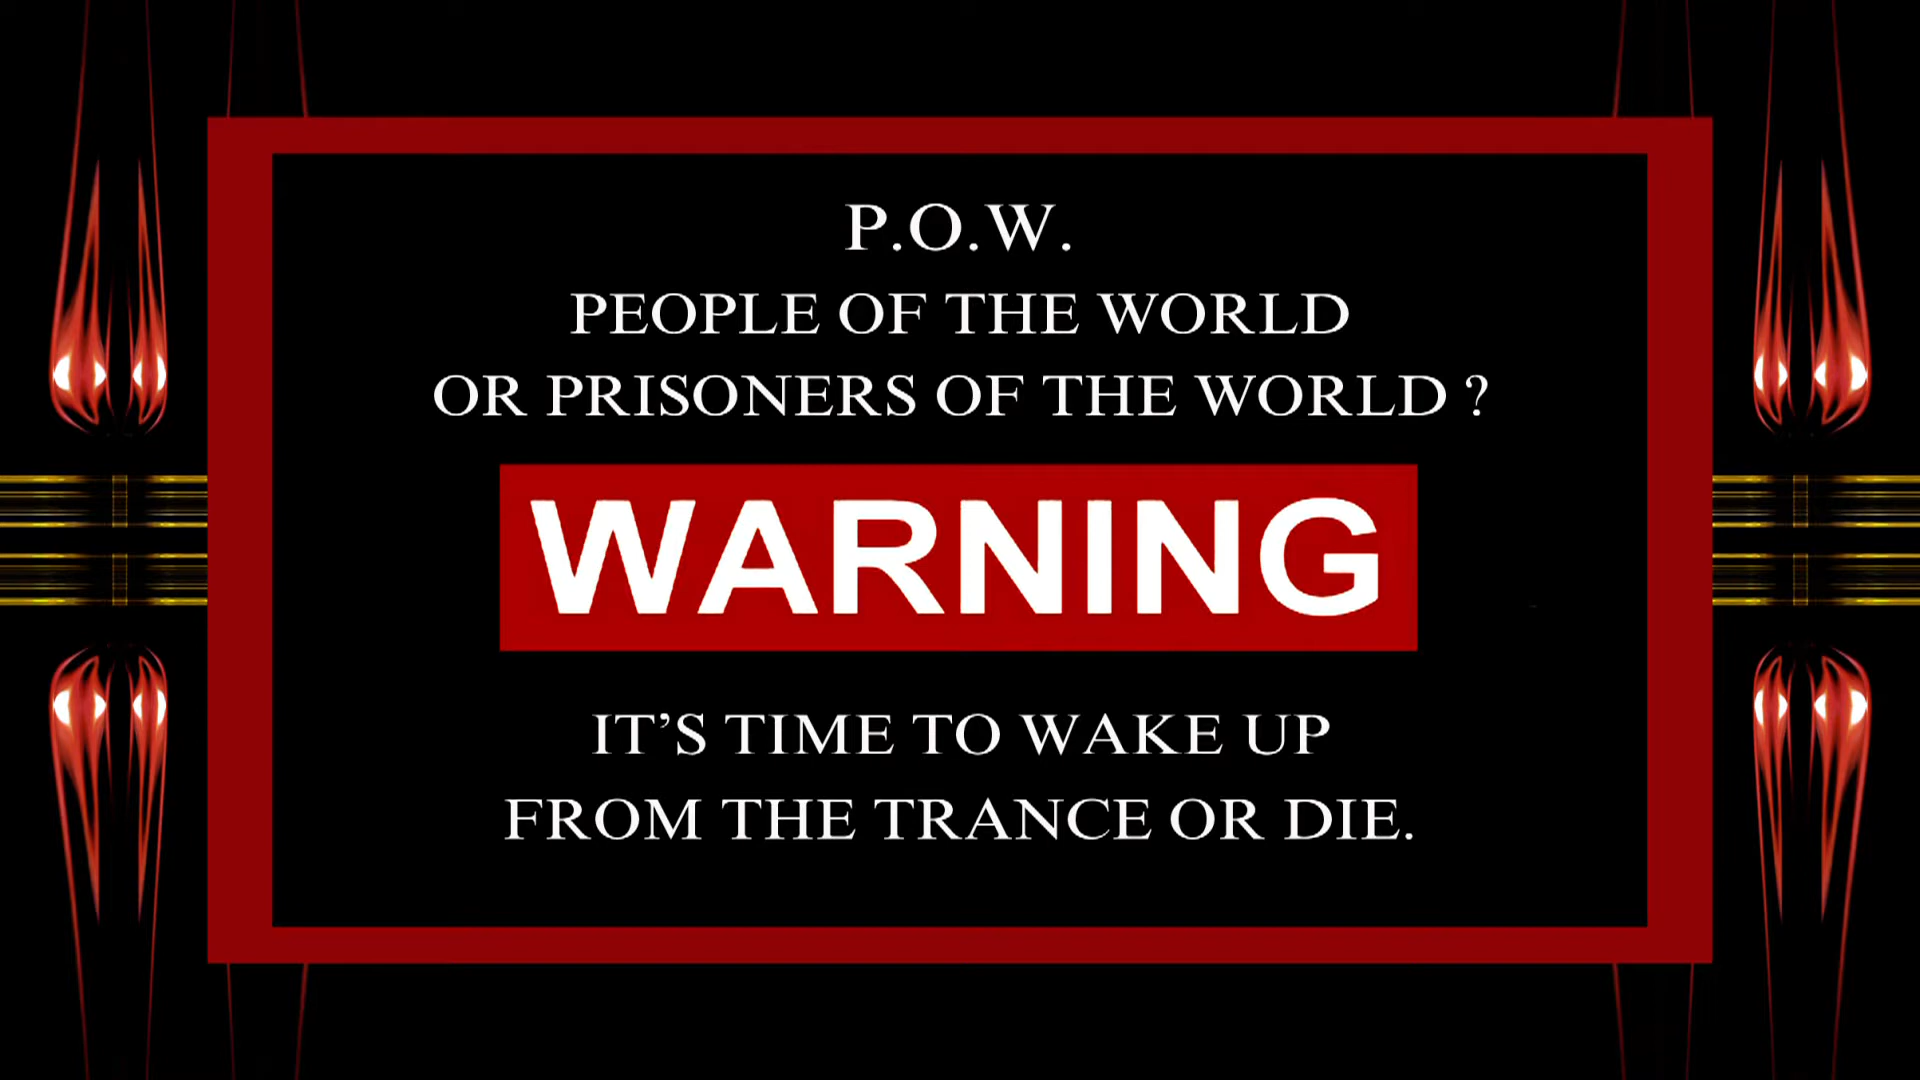 P.O.W.
PEOPLE OF THE WORLD
OR PRISONERS OF THE WORLD ?
WARNING
IT’S TIME TO WAKE UP
FROM THE TRANCE OR DIE.